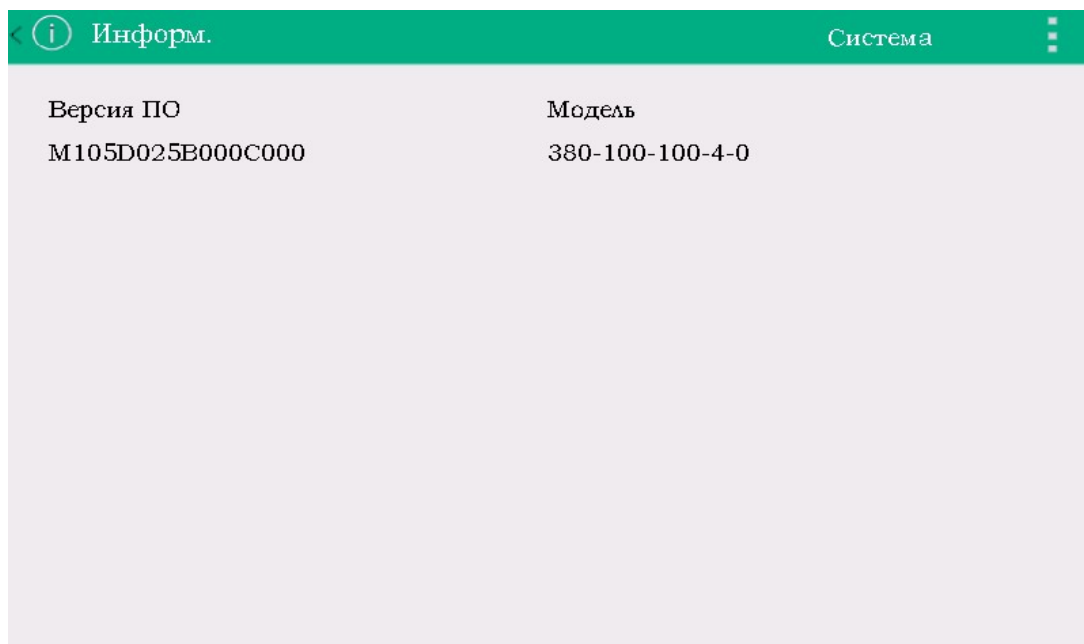 Информ.
Система
Версия ПО
Модель
M105D025B000C000
380-100-100-4-0